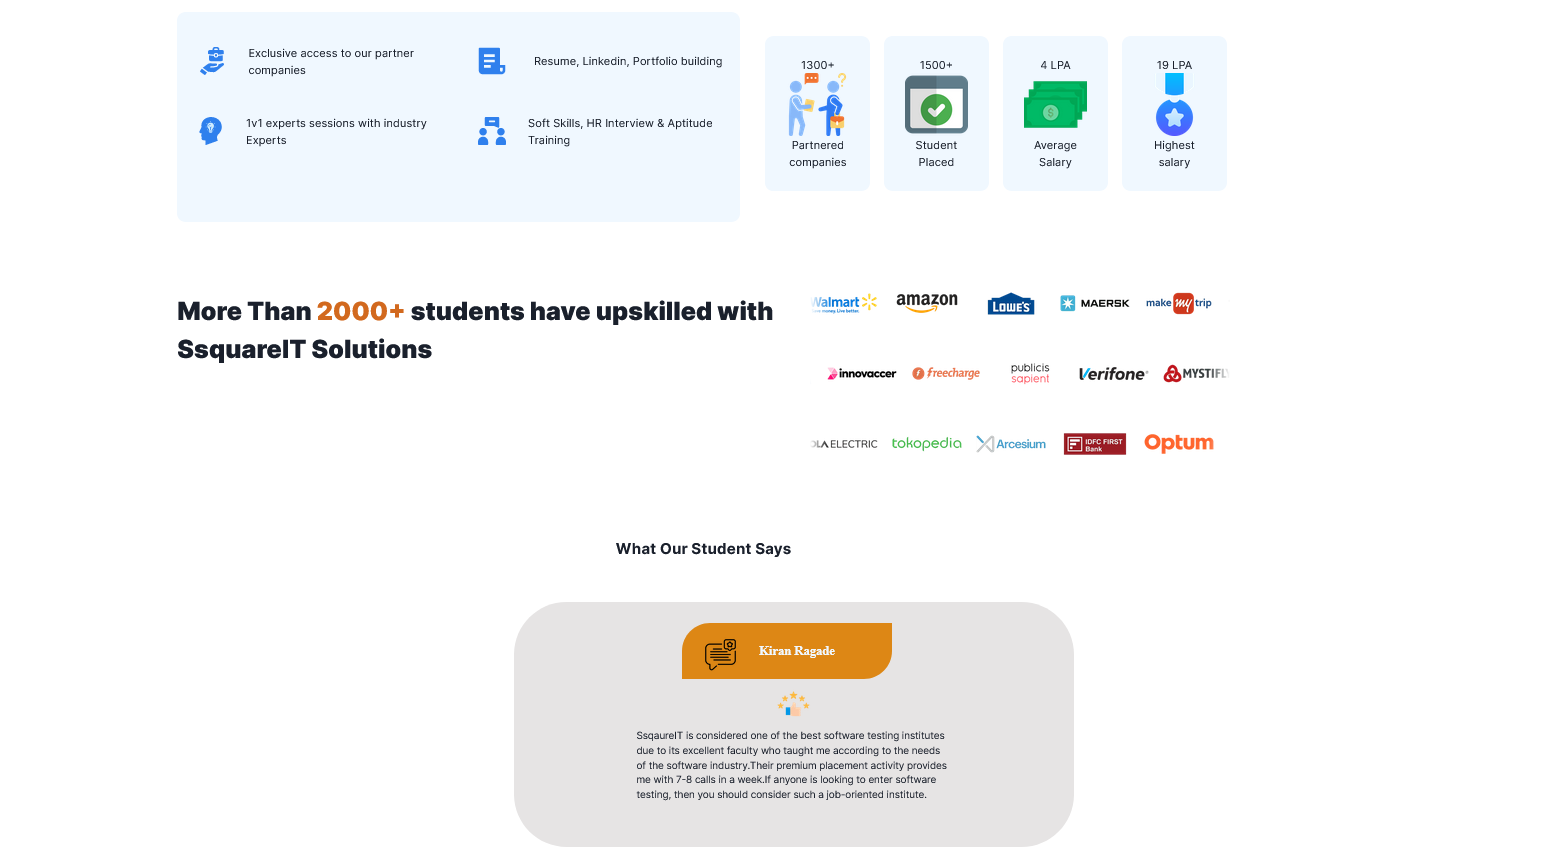 Exclusive access to our partner
companies
Resume, Linkedin, Portfolio building
1v1 experts sessions with industry
Experts
Soft Skills, HR Interview & Aptitude
Training
1300+
Partnered
companies
1500+
Student
Placed
4 LPA
Average
Salary
19 LPA
Highest
salary
More Than 2000+ students have upskilled with
SsquareIT Solutions
Walmart
money. Live better.
amazon
LOWE'S
MAERSK
make my trip
innovaccer
freecharge
publicis
sapient
Verifone
MYSTIFLY
OLA ELECTRIC
tokopedia
Arcesium
IDFC FIRST
Bank
Optum
What Our Student Says
Kiran Ragade
SsqaureIT is considered one of the best software testing institutes
due to its excellent faculty who taught me according to the needs
of the software industry.Their premium placement activity provides
me with 7-8 calls in a week.If anyone is looking to enter software
testing, then you should consider such a job-oriented institute.